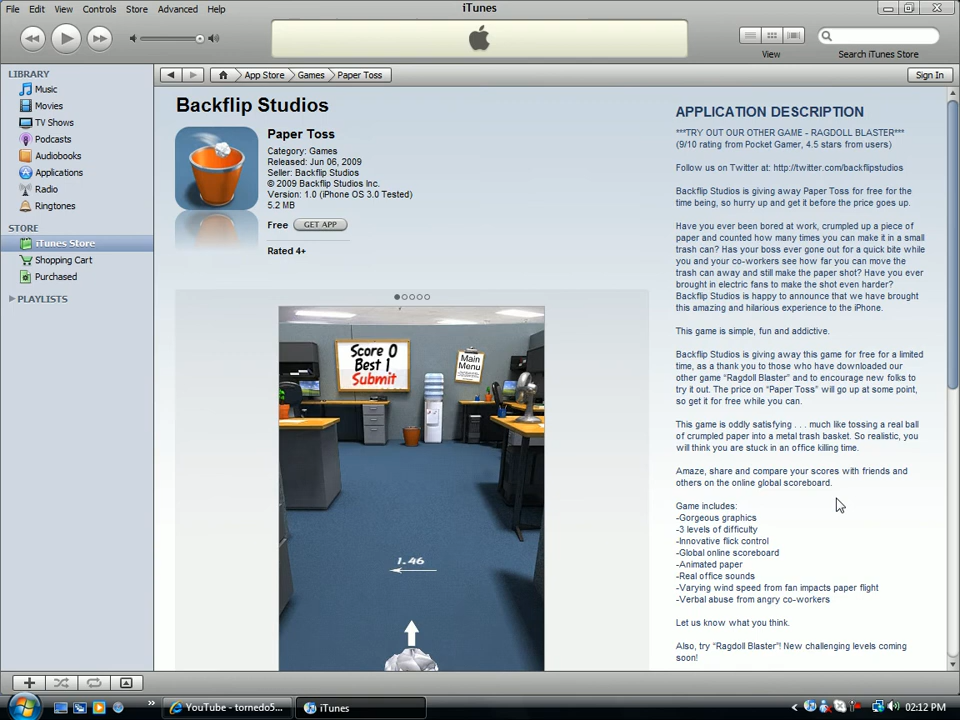 File Edit View Controls Store Advanced Help
iTunes
View
Search iTunes Store
LIBRARY
Music
Movies
TV Shows
Podcasts
Audiobooks
Applications
Radio
Ringtones
STORE
iTunes Store
Shopping Cart
Purchased
PLAYLISTS
App Store Games Paper Toss
Sign In
Backflip Studios
Paper Toss
Category: Games
Released: Jun 06, 2009
Seller: Backflip Studios
© 2009 Backflip Studios Inc.
Version: 1.0 (iPhone OS 3.0 Tested)
5.2 MB
Free GET APP
Rated 4+
Score 0
Best 1
Submit
Main
Menu
1.46
APPLICATION DESCRIPTION
***TRY OUT OUR OTHER GAME - RAGDOLL BLASTER***
(9/10 rating from Pocket Gamer, 4.5 stars from users)
Follow us on Twitter at: http://twitter.com/backflipstudios
Backflip Studios is giving away Paper Toss for free for the
time being, so hurry up and get it before the price goes up.
Have you ever been bored at work, crumpled up a piece of
paper and counted how many times you can make it in a small
trash can? Has your boss ever gone out for a quick bite while
you and your co-workers see how far you can move the
trash can away and still make the paper shot? Have you ever
brought in electric fans to make the shot even harder?
Backflip Studios is happy to announce that we have brought
this amazing and hilarious experience to the iPhone.
This game is simple, fun and addictive.
Backflip Studios is giving away this game for free for a limited
time, as a thank you to those who have downloaded our
other game “Ragdoll Blaster” and to encourage new folks to
try it out. The price on “Paper Toss” will go up at some point,
so get it for free while you can.
This game is oddly satisfying . . . much like tossing a real ball
of crumpled paper into a metal trash basket. So realistic, you
will think you are stuck in an office killing time.
Amaze, share and compare your scores with friends and
others on the online global scoreboard.
Game includes:
-Gorgeous graphics
-3 levels of difficulty
-Innovative flick control
-Global online scoreboard
-Animated paper
-Real office sounds
-Varying wind speed from fan impacts paper flight
-Verbal abuse from angry co-workers
Let us know what you think.
Also, try “Ragdoll Blaster”! New challenging levels coming
soon!
YouTube - tornedo5...
iTunes
02:12 PM